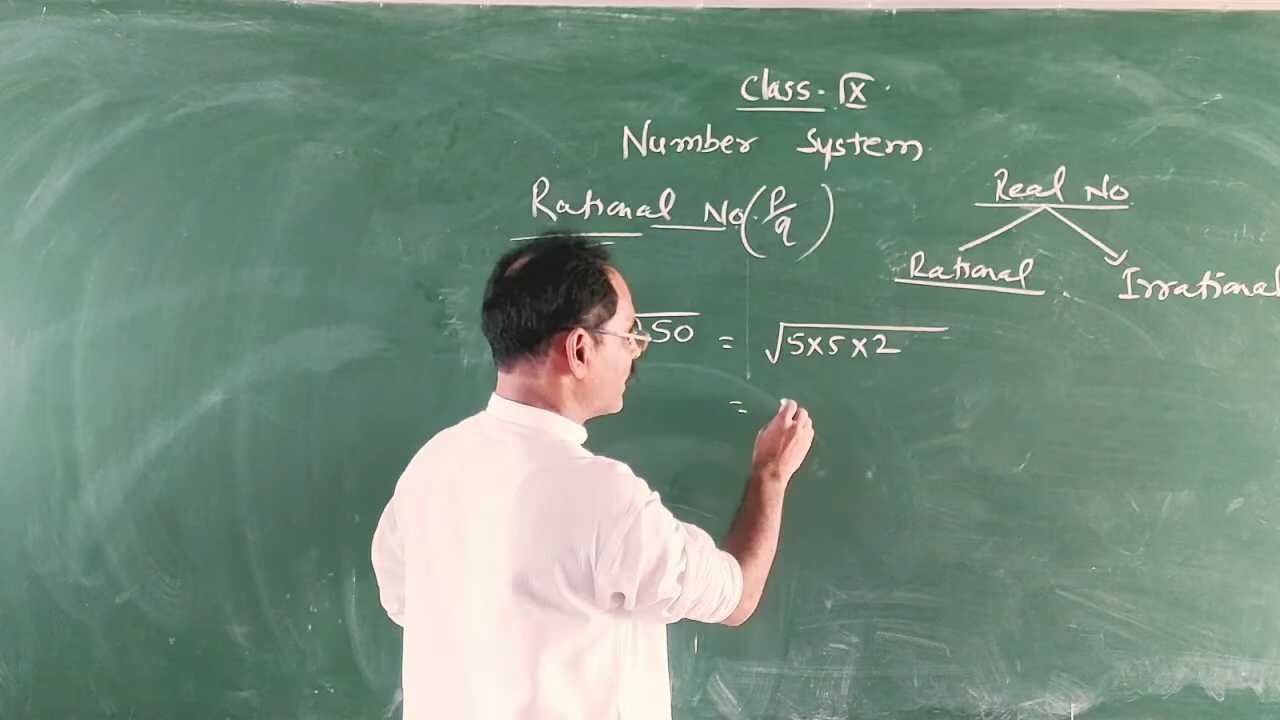 Class. IX.
Number System
Rational No. (P/q)
Real No
Rational
Irrational
√50 = √5×5×2
=